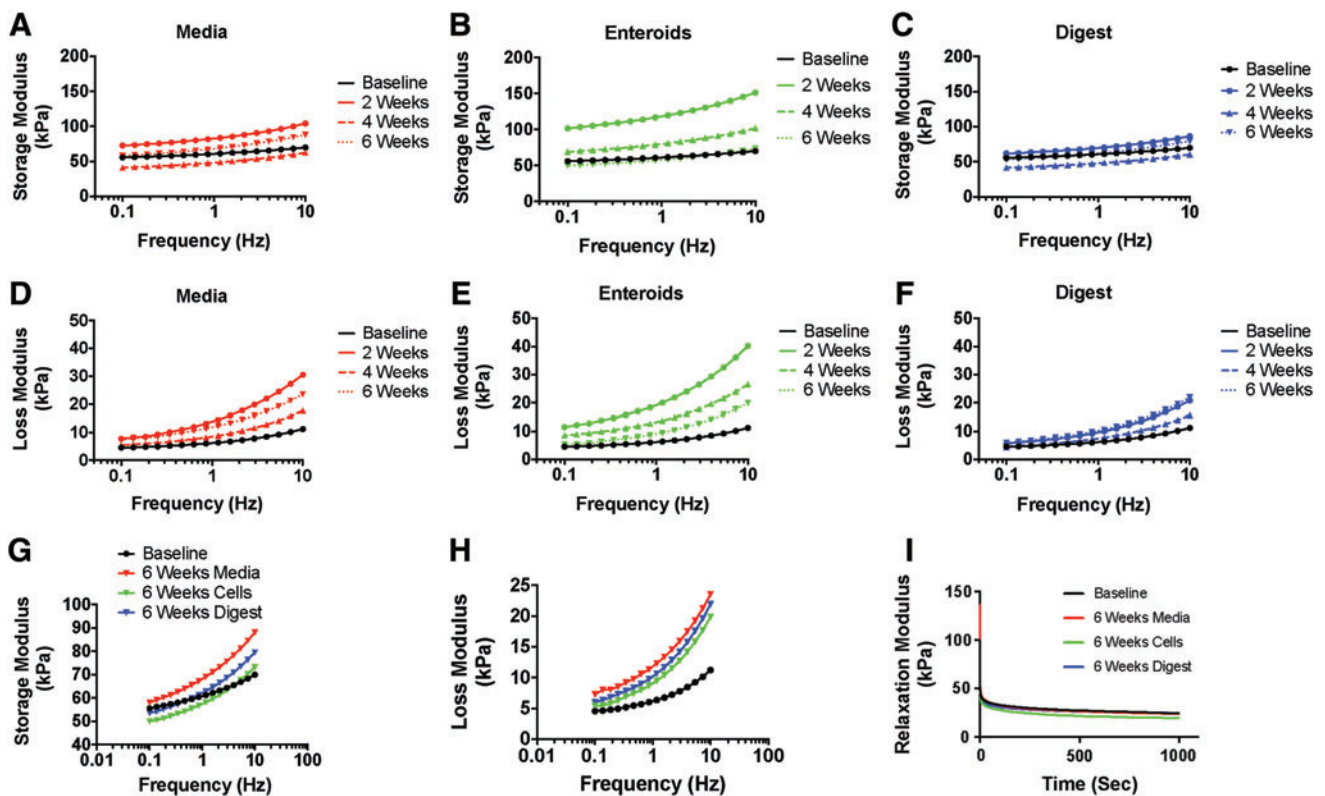 A
Media
Storage Modulus
(kPa)
200
150
100
50
0
0.1
1
10
Frequency (Hz)
Baseline
2 Weeks
4 Weeks
6 Weeks
B
Enteroids
Storage Modulus
(kPa)
200
150
100
50
0
0.1
1
10
Frequency (Hz)
Baseline
2 Weeks
4 Weeks
6 Weeks
C
Digest
Storage Modulus
(kPa)
200
150
100
50
0
0.1
1
10
Frequency (Hz)
Baseline
2 Weeks
4 Weeks
6 Weeks
D
Media
Loss Modulus
(kPa)
50
40
30
20
10
0
0.1
1
10
Frequency (Hz)
Baseline
2 Weeks
4 Weeks
6 Weeks
E
Enteroids
Loss Modulus
(kPa)
50
40
30
20
10
0
0.1
1
10
Frequency (Hz)
Baseline
2 Weeks
4 Weeks
6 Weeks
F
Digest
Loss Modulus
(kPa)
50
40
30
20
10
0
0.1
1
10
Frequency (Hz)
Baseline
2 Weeks
4 Weeks
6 Weeks
G
Baseline
6 Weeks Media
6 Weeks Cells
6 Weeks Digest
Storage Modulus
(kPa)
100
90
80
70
60
50
40
0.01
0.1
1
10
100
Frequency (Hz)
H
Loss Modulus
(kPa)
25
20
15
10
5
0
0.01
0.1
1
10
100
Frequency (Hz)
I
Relaxation Modulus
(kPa)
150
100
50
0
0
500
1000
Time (Sec)
Baseline
6 Weeks Media
6 Weeks Cells
6 Weeks Digest